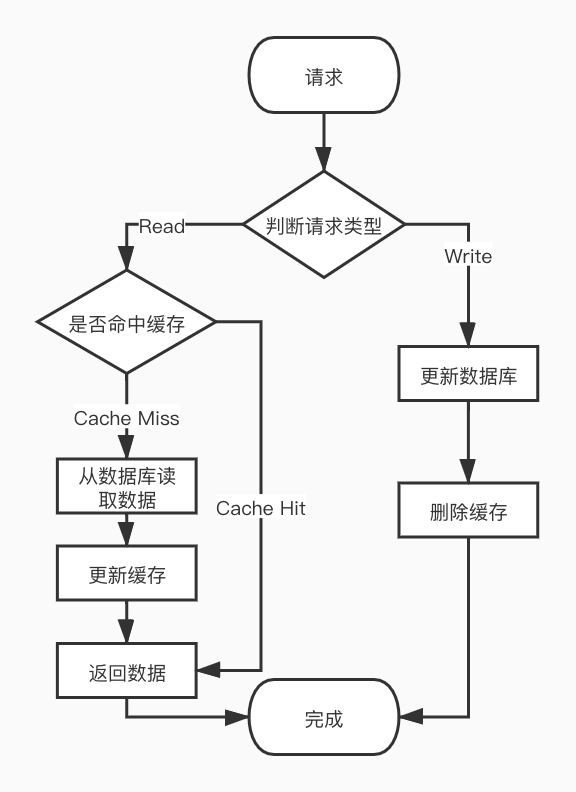 请求
判断请求类型
Read
Write
是否命中缓存
更新数据库
Cache Miss
从数据库读
取数据
Cache Hit
删除缓存
更新缓存
返回数据
完成